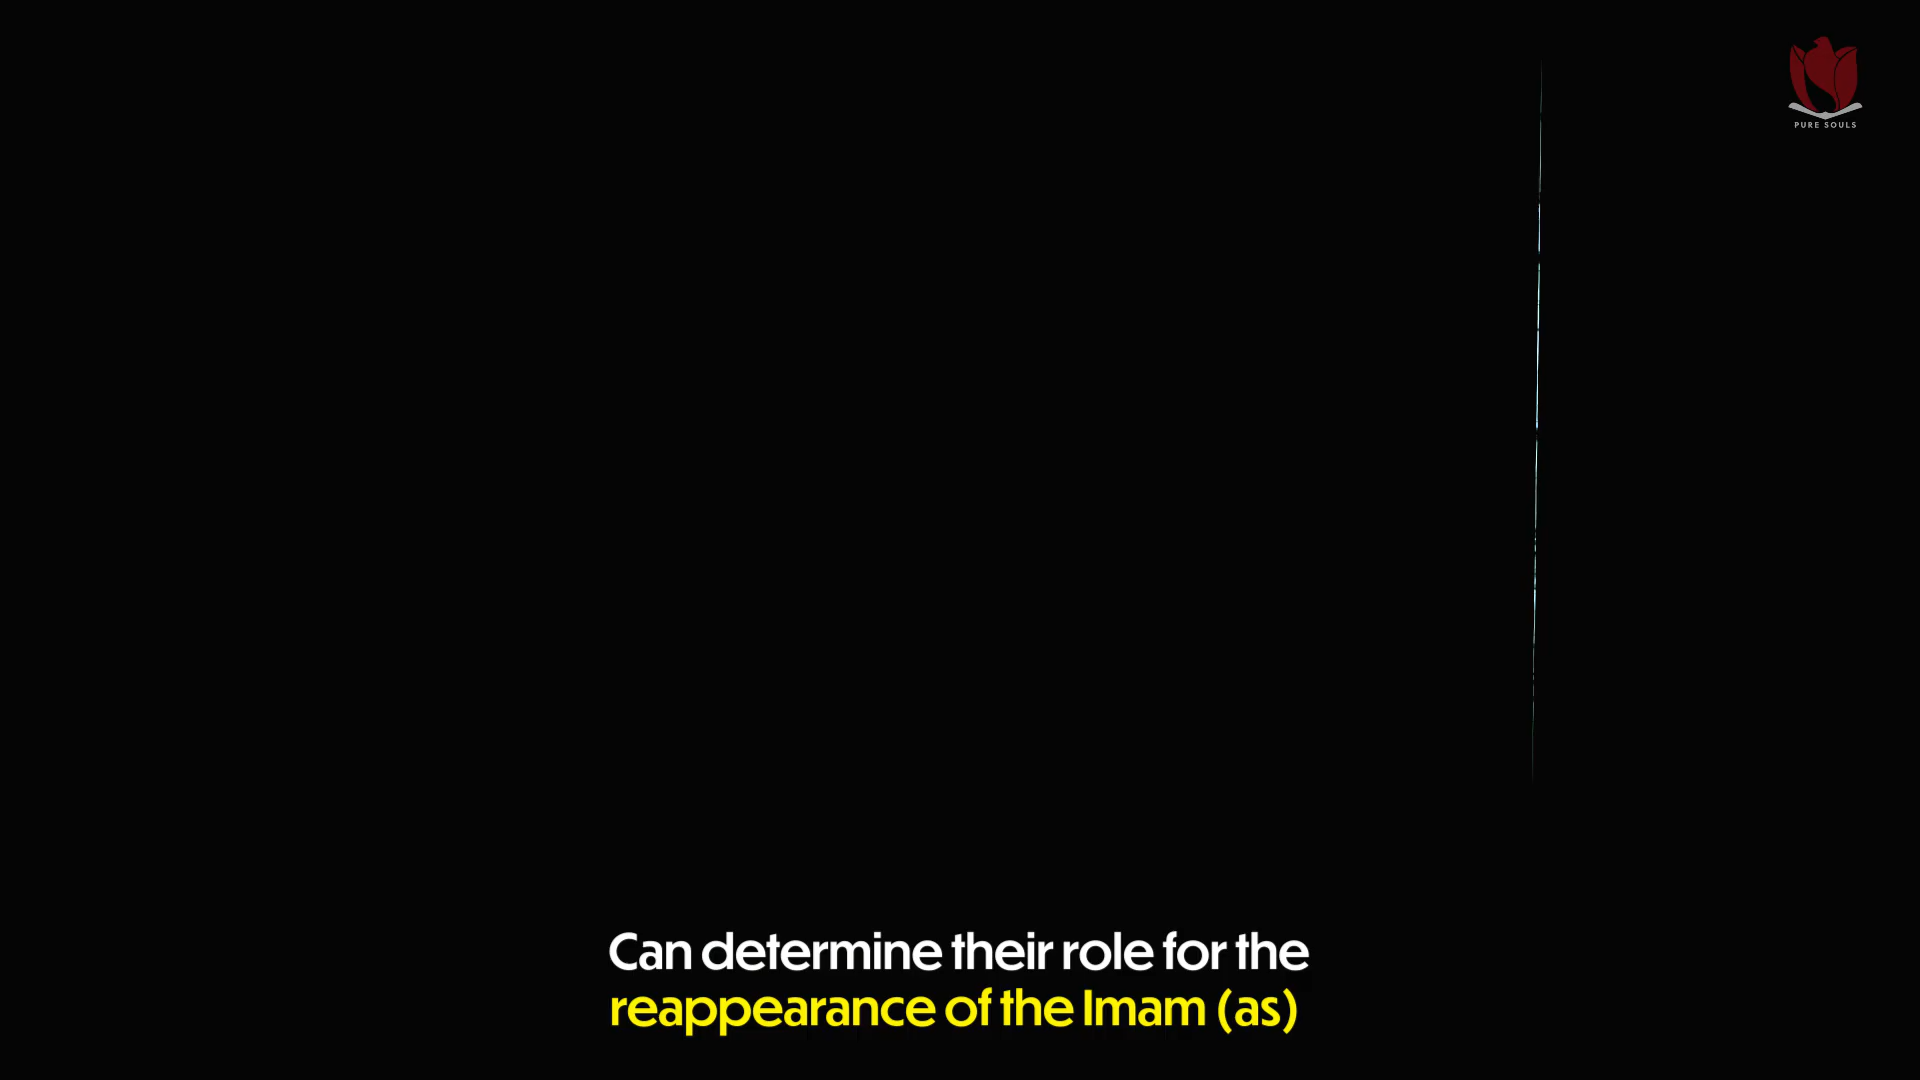 PURE SOULS
Can determine their role for the
reappearance of the Imam (as)